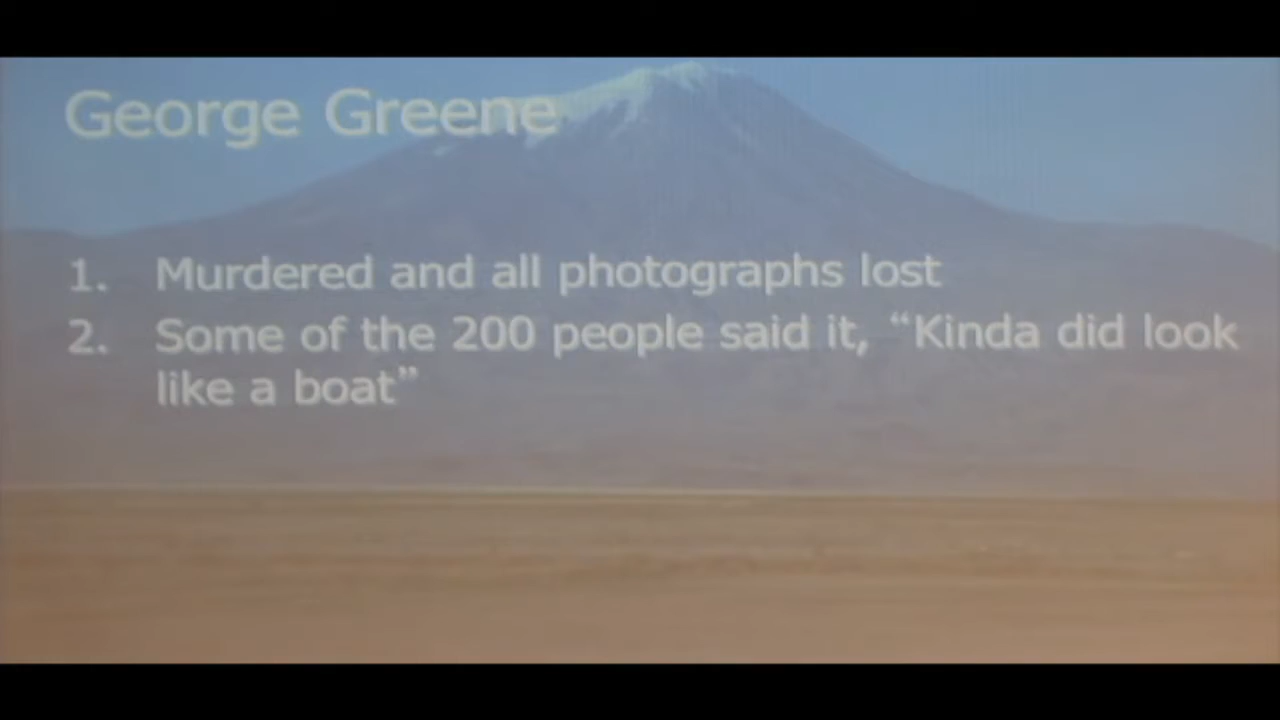 George Greene
1. Murdered and all photographs lost
2. Some of the 200 people said it, “Kinda did look
like a boat”